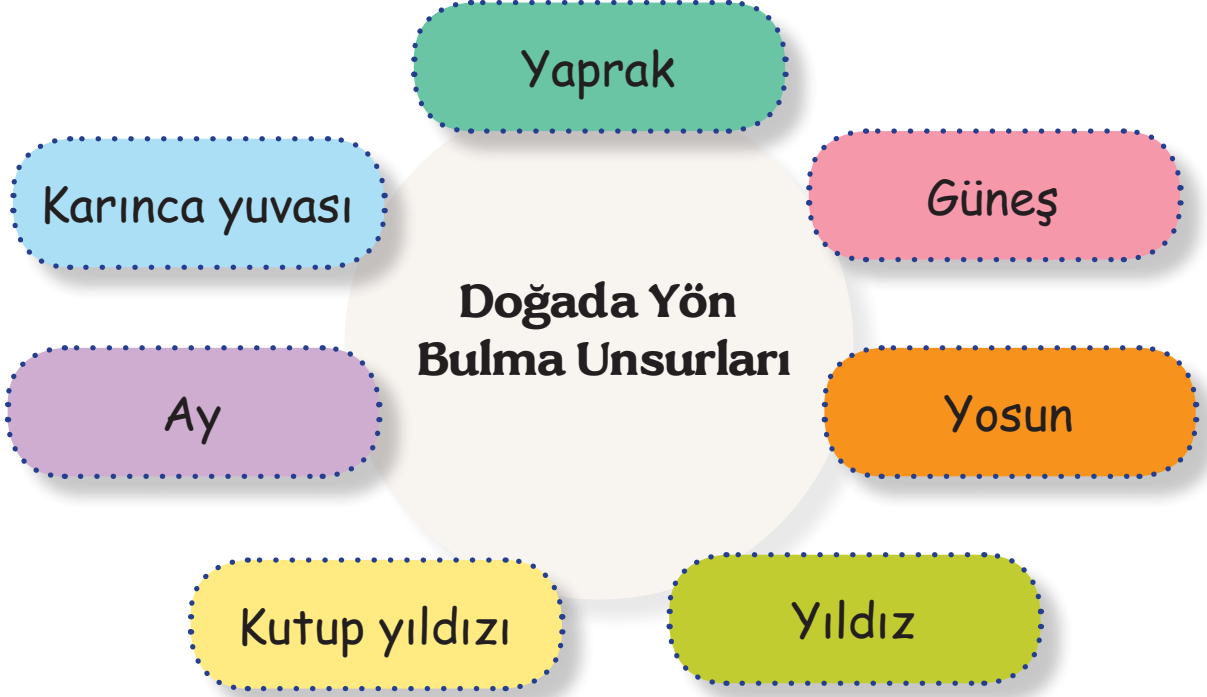 Yaprak
Karınca yuvası
Güneş
Doğada Yön
Bulma Unsurları
Ay
Yosun
Kutup yıldızı
Yıldız